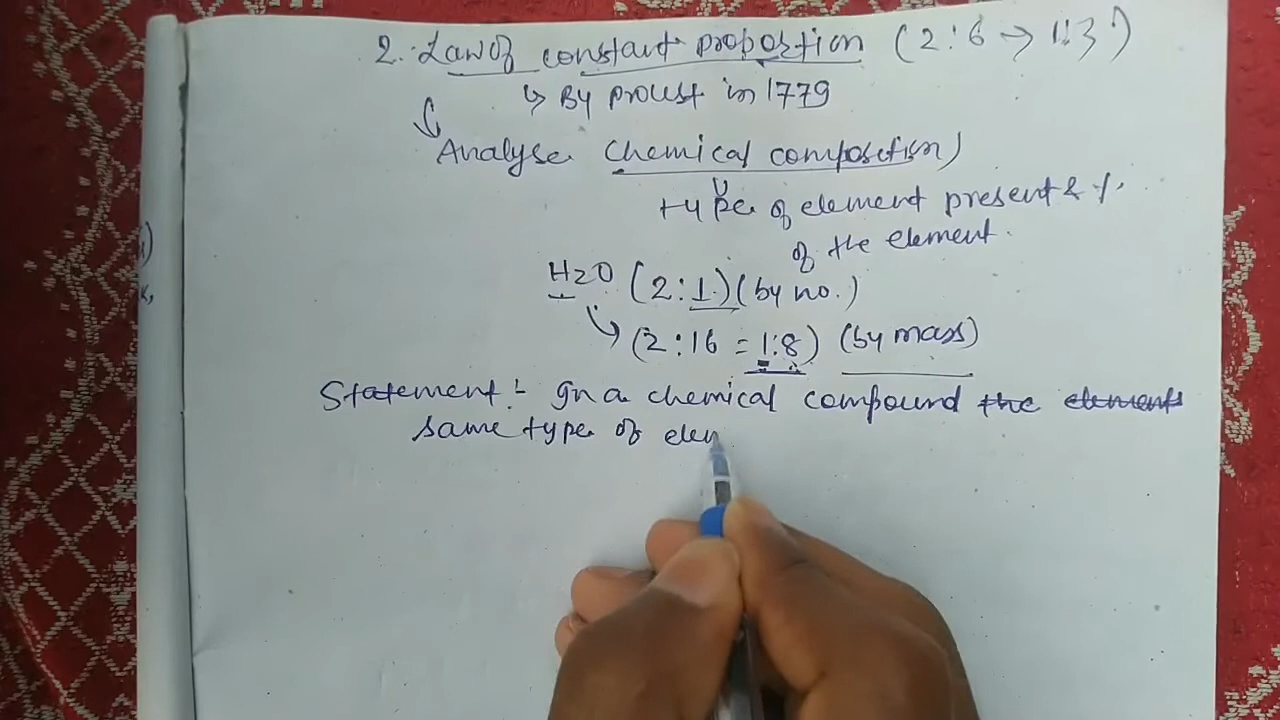 2. Law of constant proportion (2:6 → 1:3)
↳ By proust in 1779
Analyse chemical composition)
type of element present & %
of the element.
H2O (2:1) (by no.)
(2:16 = 1:8) (by mass)
Statement:- In a chemical compound the elements
same type of elem